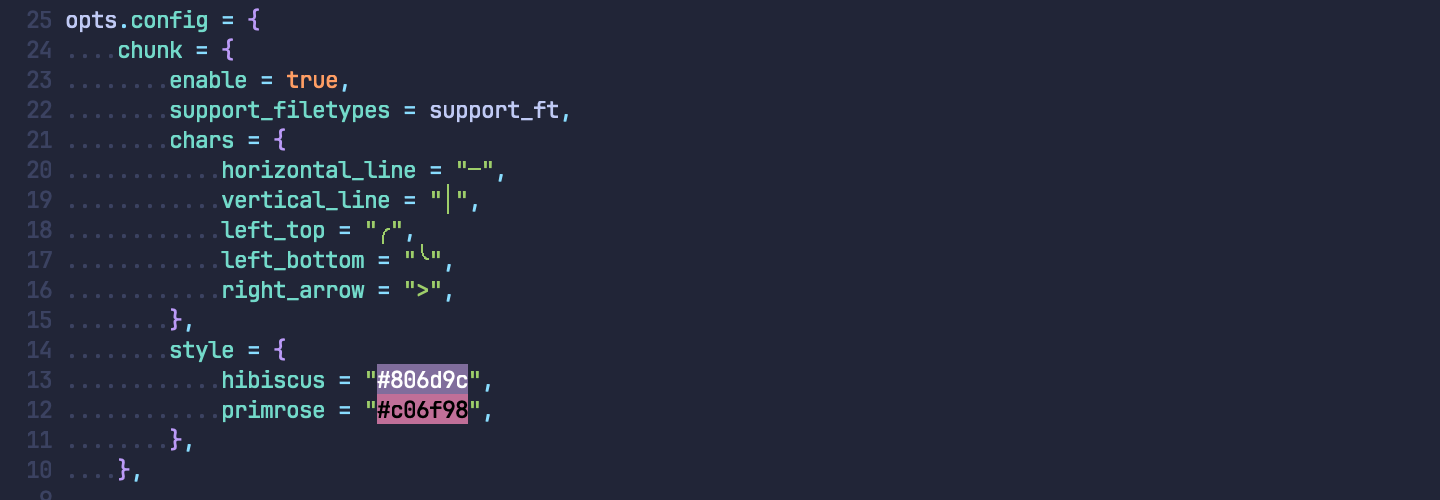 25 opts.config = {
24 ....chunk = {
23 ........enable = true,
22 ........support_filetypes = support_ft,
21 ........chars = {
20 ............horizontal_line = "─",
19 ............vertical_line = "│",
18 ............left_top = "╭",
17 ............left_bottom = "╰",
16 ............right_arrow = ">",
15 ........},
14 ........style = {
13 ............hibiscus = "#806d9c",
12 ............primrose = "#c06f98",
11 ........},
10 ....},
9